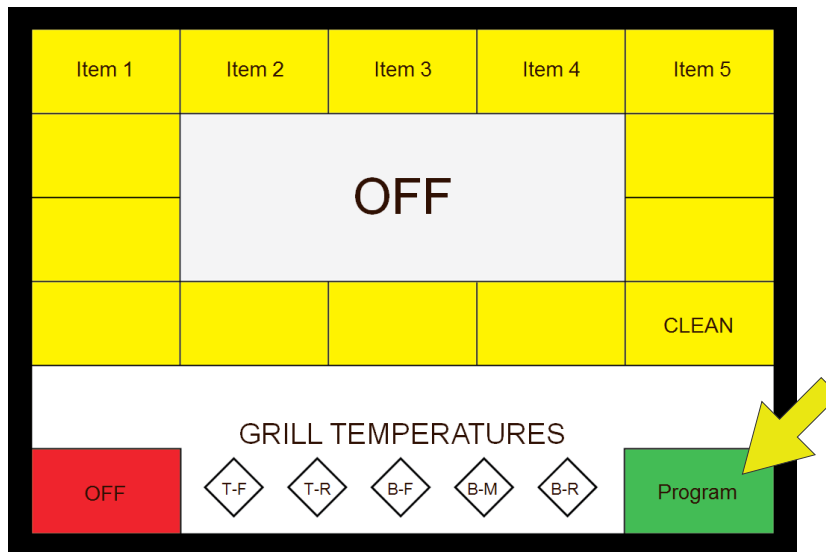 Item 1
Item 2
Item 3
Item 4
Item 5
OFF
CLEAN
GRILL TEMPERATURES
OFF
T-F
T-R
B-F
B-M
B-R
Program